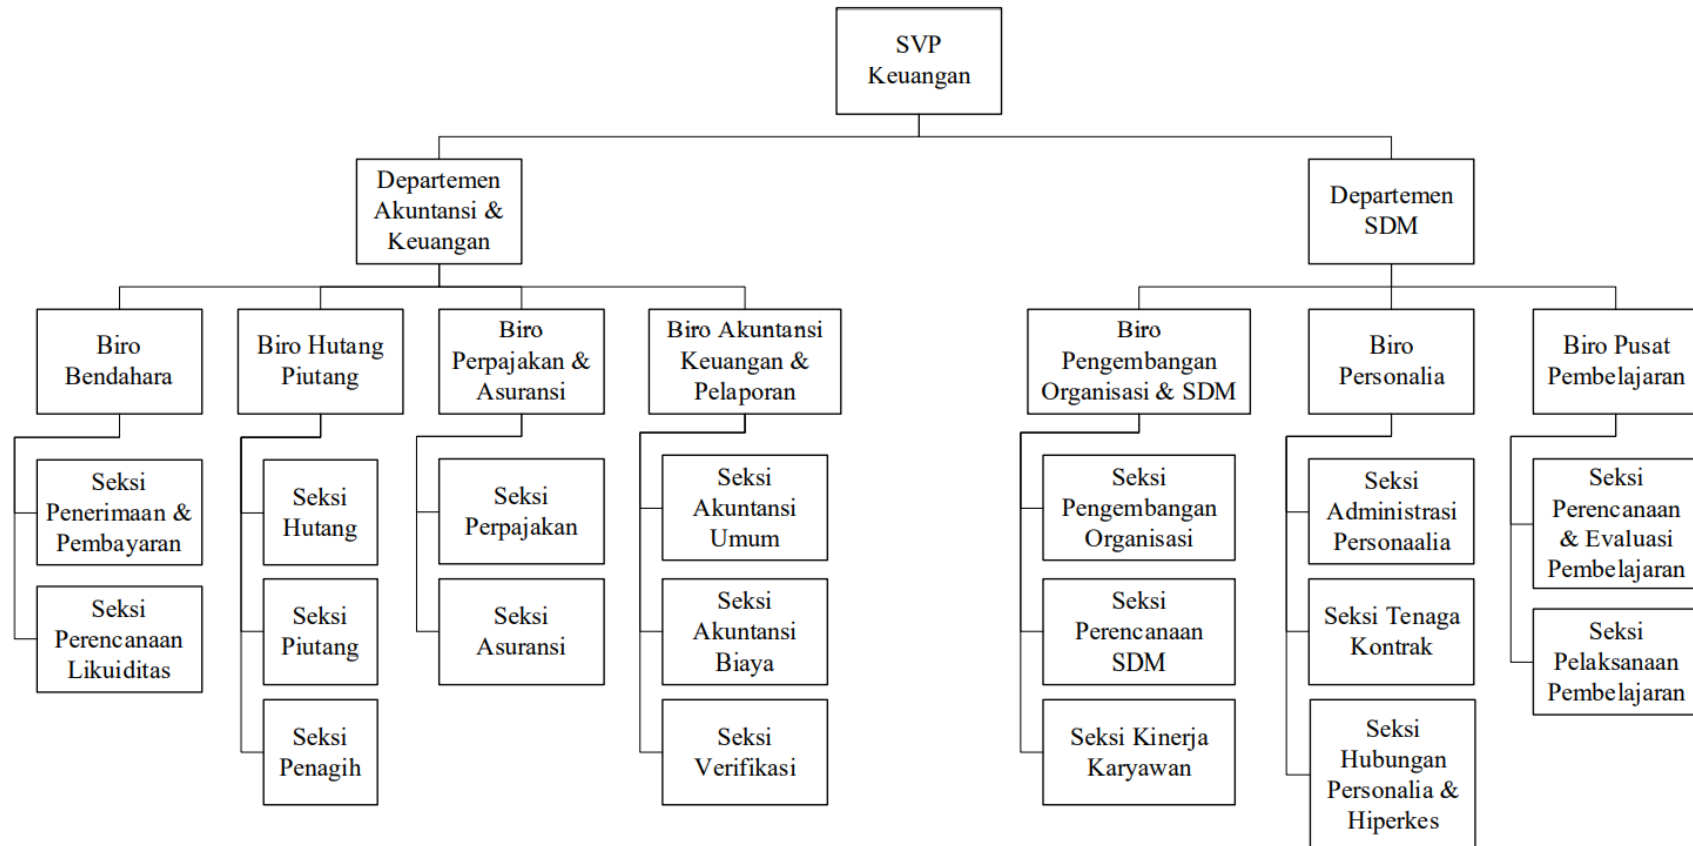 SVP
Keuangan
Departemen
Akuntansi &
Keuangan
Departemen
SDM
Biro
Bendahara
Biro Hutang
Piutang
Biro
Perpajakan &
Asuransi
Biro Akuntansi
Keuangan &
Pelaporan
Biro
Pengembangan
Organisasi & SDM
Biro
Personalia
Biro Pusat
Pembelajaran
Seksi
Penerimaan &
Pembayaran
Seksi
Perencanaan
Likuiditas
Seksi
Hutang
Seksi
Piutang
Seksi
Penagih
Seksi
Perpajakan
Seksi
Asuransi
Seksi
Akuntansi
Umum
Seksi
Akuntansi
Biaya
Seksi
Verifikasi
Seksi
Pengembangan
Organisasi
Seksi
Perencanaan
SDM
Seksi Kinerja
Karyawan
Seksi
Administrasi
Personaalia
Seksi Tenaga
Kontrak
Seksi
Hubungan
Personalia &
Hiperkes
Seksi
Perencanaan
& Evaluasi
Pembelajaran
Seksi
Pelaksanaan
Pembelajaran